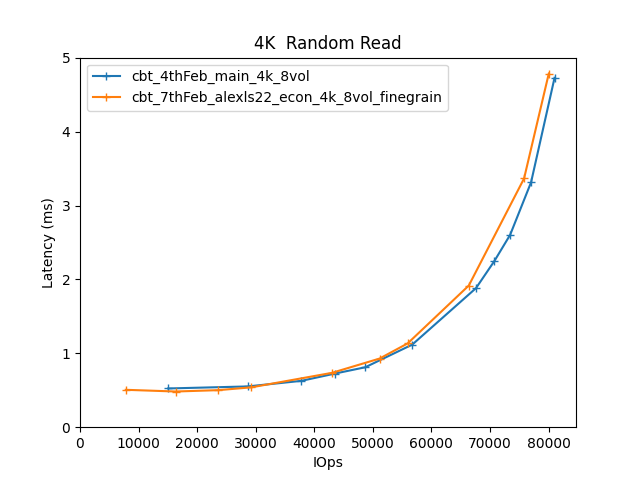 4K  Random Read
cbt_4thFeb_main_4k_8vol
cbt_7thFeb_alexls22_econ_4k_8vol_finegrain
Latency (ms)
5
4
3
2
1
0
0 10000 20000 30000 40000 50000 60000 70000 80000
IOps